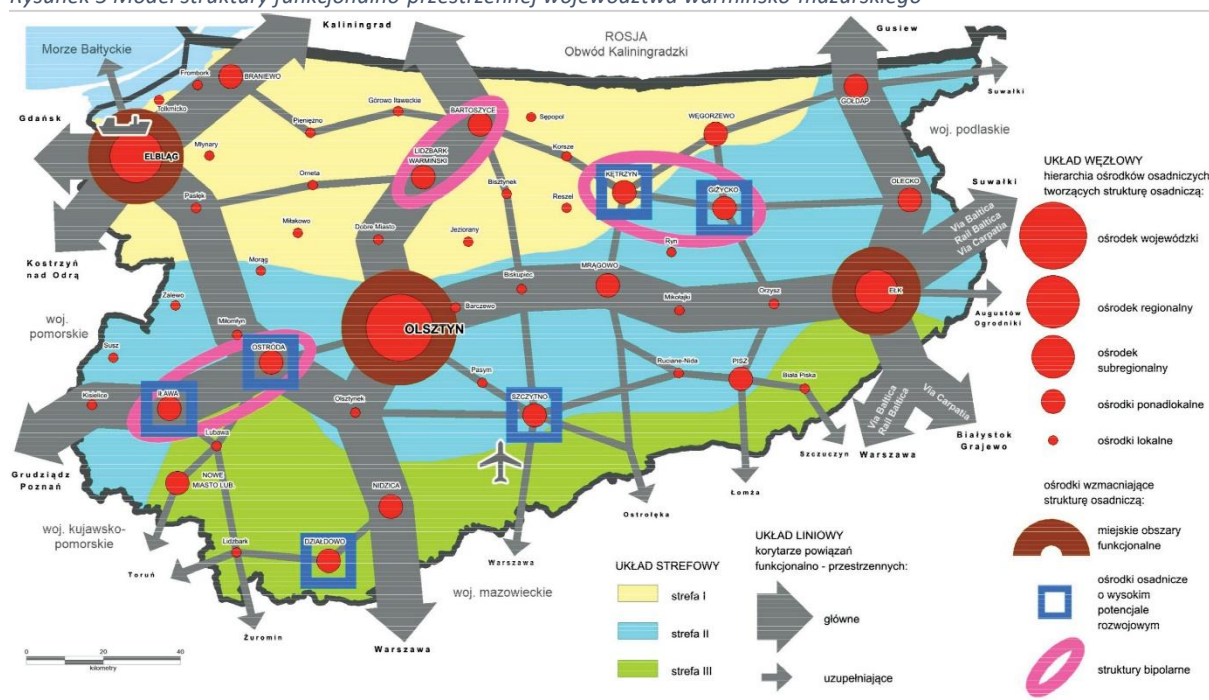 Rysunek 5 Model struktury funkcjonalno-przestrzennej województwa warmińsko-mazurskiego
Kaliningrad
Gusiew
Morze Bałtyckie
ROSJA
Obwód Kaliningradzki
Frombork
BRANIEWO
Tolkmicko
Gdańsk
Górowo Iławeckie
Pieniężno
BARTOSZYCE
Sępopol
GOŁDAP
Suwałki
WĘGORZEWO
woj. podlaskie
ELBLĄG
Młynary
LIDZBARK
WARMIŃSKI
Korsze
KĘTRZYN
GIŻYCKO
OLECKO
Orneta
Bisztynek
Reszel
Pasłęk
Suwałki
Via Baltica
Rail Baltica
Via Carpatia
Miłakowo
Dobre Miasto
Jeziorany
Ryn
Kostrzyń
nad Odrą
Morąg
Biskupiec
MRĄGOWO
Mikołajki
Orzysz
EŁK
Zalewo
Barczewo
Augustów
Ogrodniki
woj.
pomorskie
Miłomłyn
OLSZTYN
Susz
OSTRÓDA
Pasym
Ruciane-Nida
PISZ
Biała Piska
Kisielice
IŁAWA
Olsztynek
SZCZYTNO
Via Baltica
Rail Baltica
Via Carpatia
Lubawa
Szczuczyn
Warszawa
Białystok
Grajewo
Grudziądz
Poznań
NOWE
MIASTO LUB.
NIDZICA
Łomża
Ostrołęka
woj. kujawsko-
pomorskie
Lidzbark
DZIAŁDOWO
Toruń
Warszawa
woj. mazowieckie
Żuromin
Warszawa
0 20 40
kilometry
UKŁAD STREFOWY
strefa I
strefa II
strefa III
UKŁAD LINIOWY
korytarze powiązań
funkcjonalno - przestrzennych:
główne
uzupełniające
UKŁAD WĘZŁOWY
hierarchia ośrodków osadniczych
tworzących strukturę osadniczą:
ośrodek wojewódzki
ośrodek regionalny
ośrodek
subregionalny
ośrodki ponadlokalne
ośrodki lokalne
ośrodki wzmacniające
strukturę osadniczą:
miejskie obszary
funkcjonalne
ośrodki osadnicze
o wysokim
potencjale
rozwojowym
struktury bipolarne